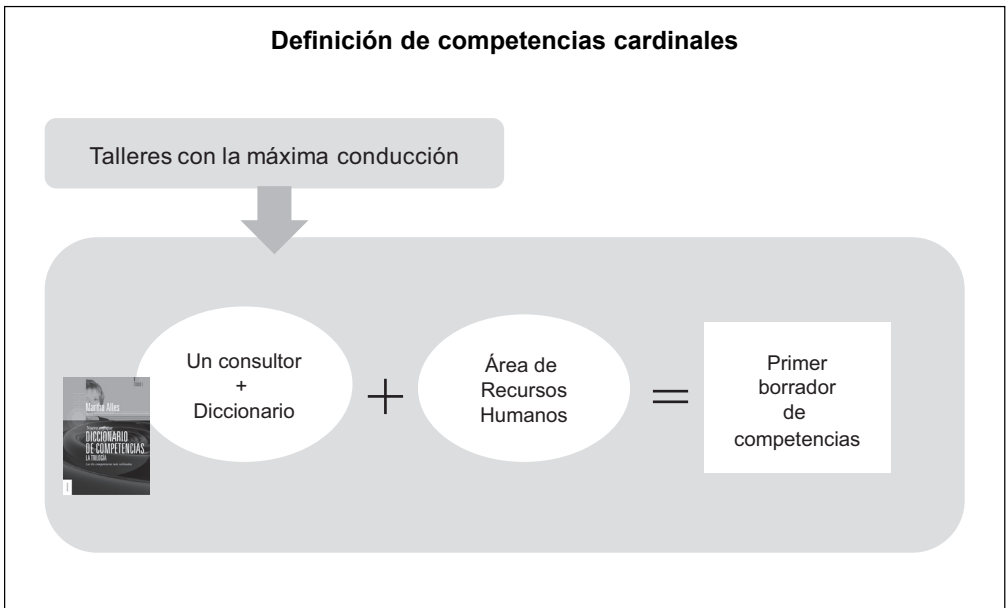 Definición de competencias cardinales
Talleres con la máxima conducción
Un consultor
+
Diccionario
Martha Alles
DICCIONARIO
DE COMPETENCIAS
LA TRILOGÍA
+
Área de
Recursos
Humanos
=
Primer
borrador
de
competencias